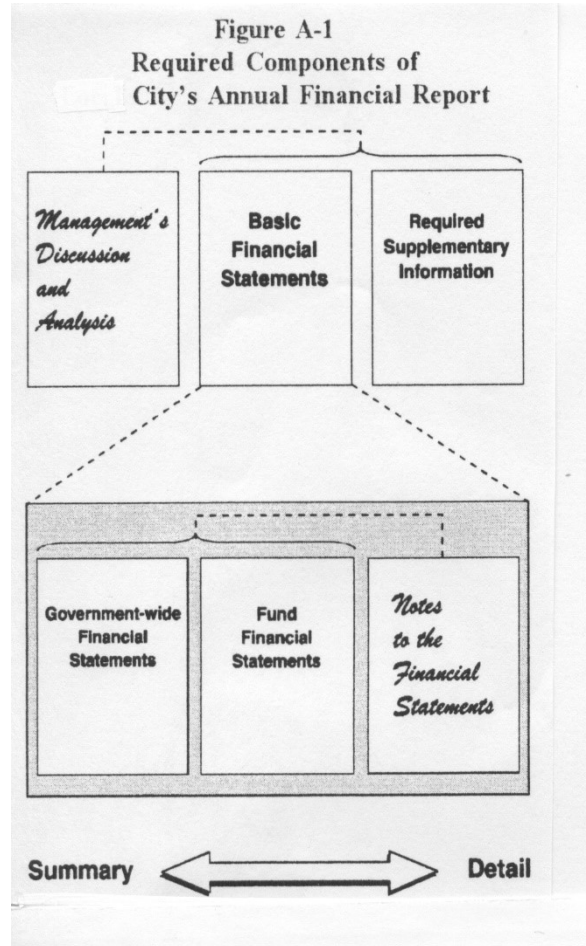 Figure A-1
Required Components of
City's Annual Financial Report
Management's
Discussion
and
Analysis
Basic
Financial
Statements
Required
Supplementary
Information
Government-wide
Financial
Statements
Fund
Financial
Statements
Notes
to the
Financial
Statements
Summary
Detail